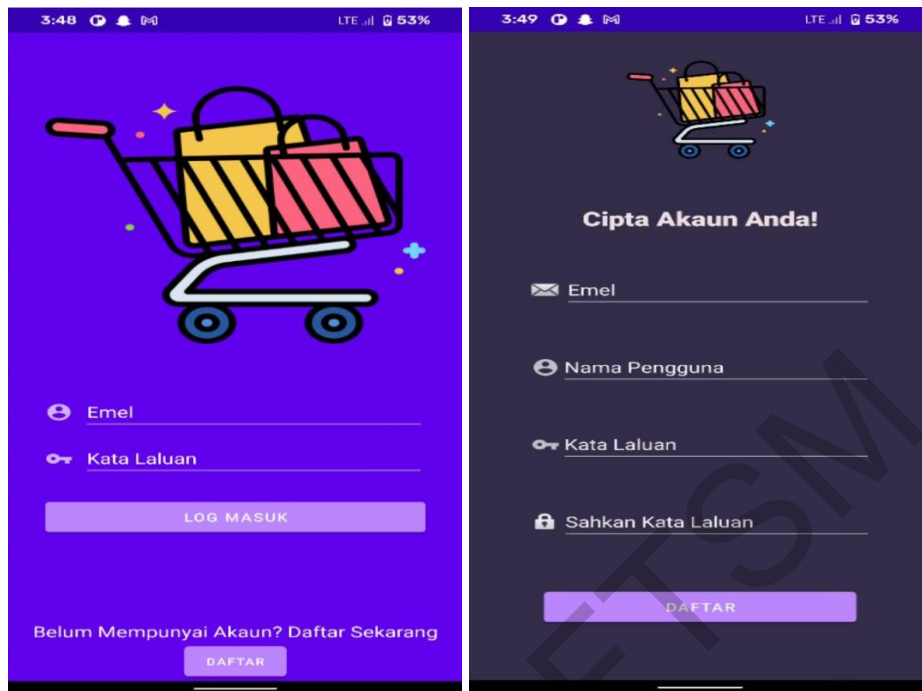 3:48 LTE 53%
Emel
Kata Laluan
LOG MASUK
Belum Mempunyai Akaun? Daftar Sekarang
DAFTAR
3:49 LTE 53%
Cipta Akaun Anda!
Emel
Nama Pengguna
Kata Laluan
Sahkan Kata Laluan
DAFTAR
FTSM